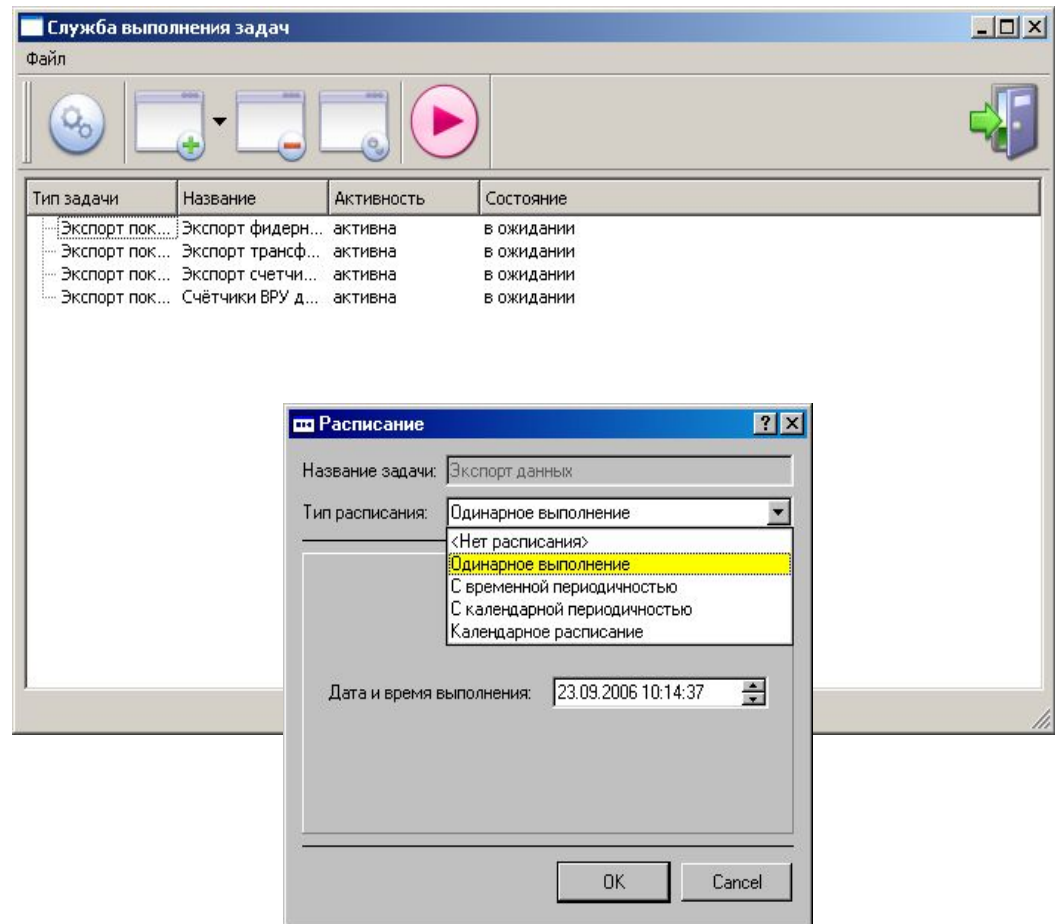 Служба выполнения задач
Файл
Тип задачи Название Активность Состояние
Экспорт пок... Экспорт фидерн... активна в ожидании
Экспорт пок... Экспорт трансф... активна в ожидании
Экспорт пок... Экспорт счетчи... активна в ожидании
Экспорт пок... Счётчики ВРУ д... активна в ожидании
Расписание
Название задачи: Экспорт данных
Тип расписания: Одинарное выполнение
<Нет расписания>
Одинарное выполнение
С временной периодичностью
С календарной периодичностью
Календарное расписание
Дата и время выполнения: 23.09.2006 10:14:37
OK Cancel